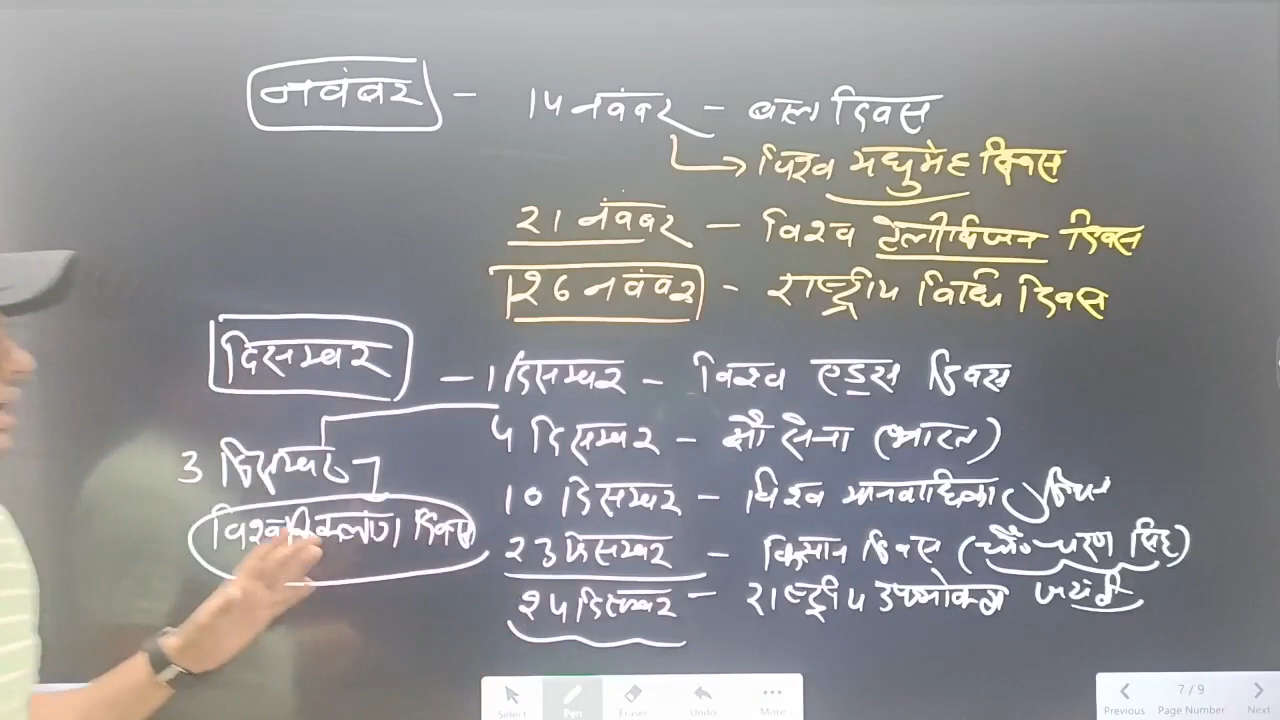 नवंबर - 14 नवंबर - बाल दिवस
→ विश्व मधुमेह दिवस
21 नवंबर - विश्व टेलीविजन दिवस
26 नवंबर - राष्ट्रीय विधि दिवस
दिसम्बर - 1 दिसम्बर - विश्व एड्स दिवस
4 दिसम्बर - नौ सेना (भारत)
3 दिसम्बर
10 दिसम्बर - विश्व मानवाधिकार दिवस
विश्व विकलांग दिवस
23 दिसम्बर - किसान दिवस (चौ० चरण सिंह)
24 दिसम्बर - राष्ट्रीय उपभोक्ता जयंती
Select Pen Eraser Undo More
7/9
Previous Page Number Next